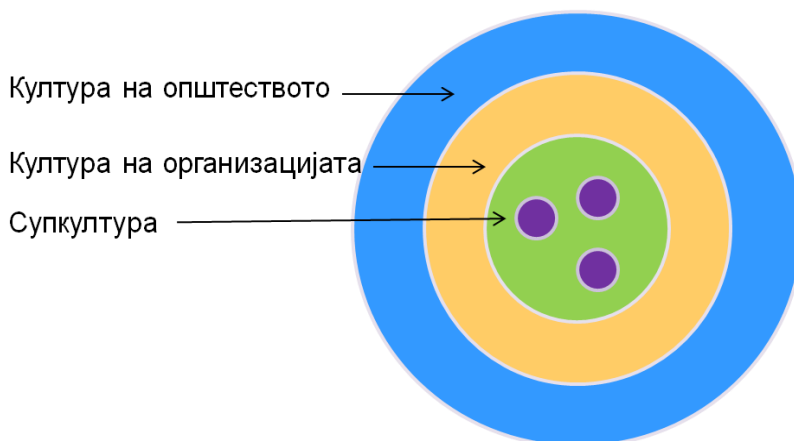 Култура на општеството
Култура на организацијата
Супкултура